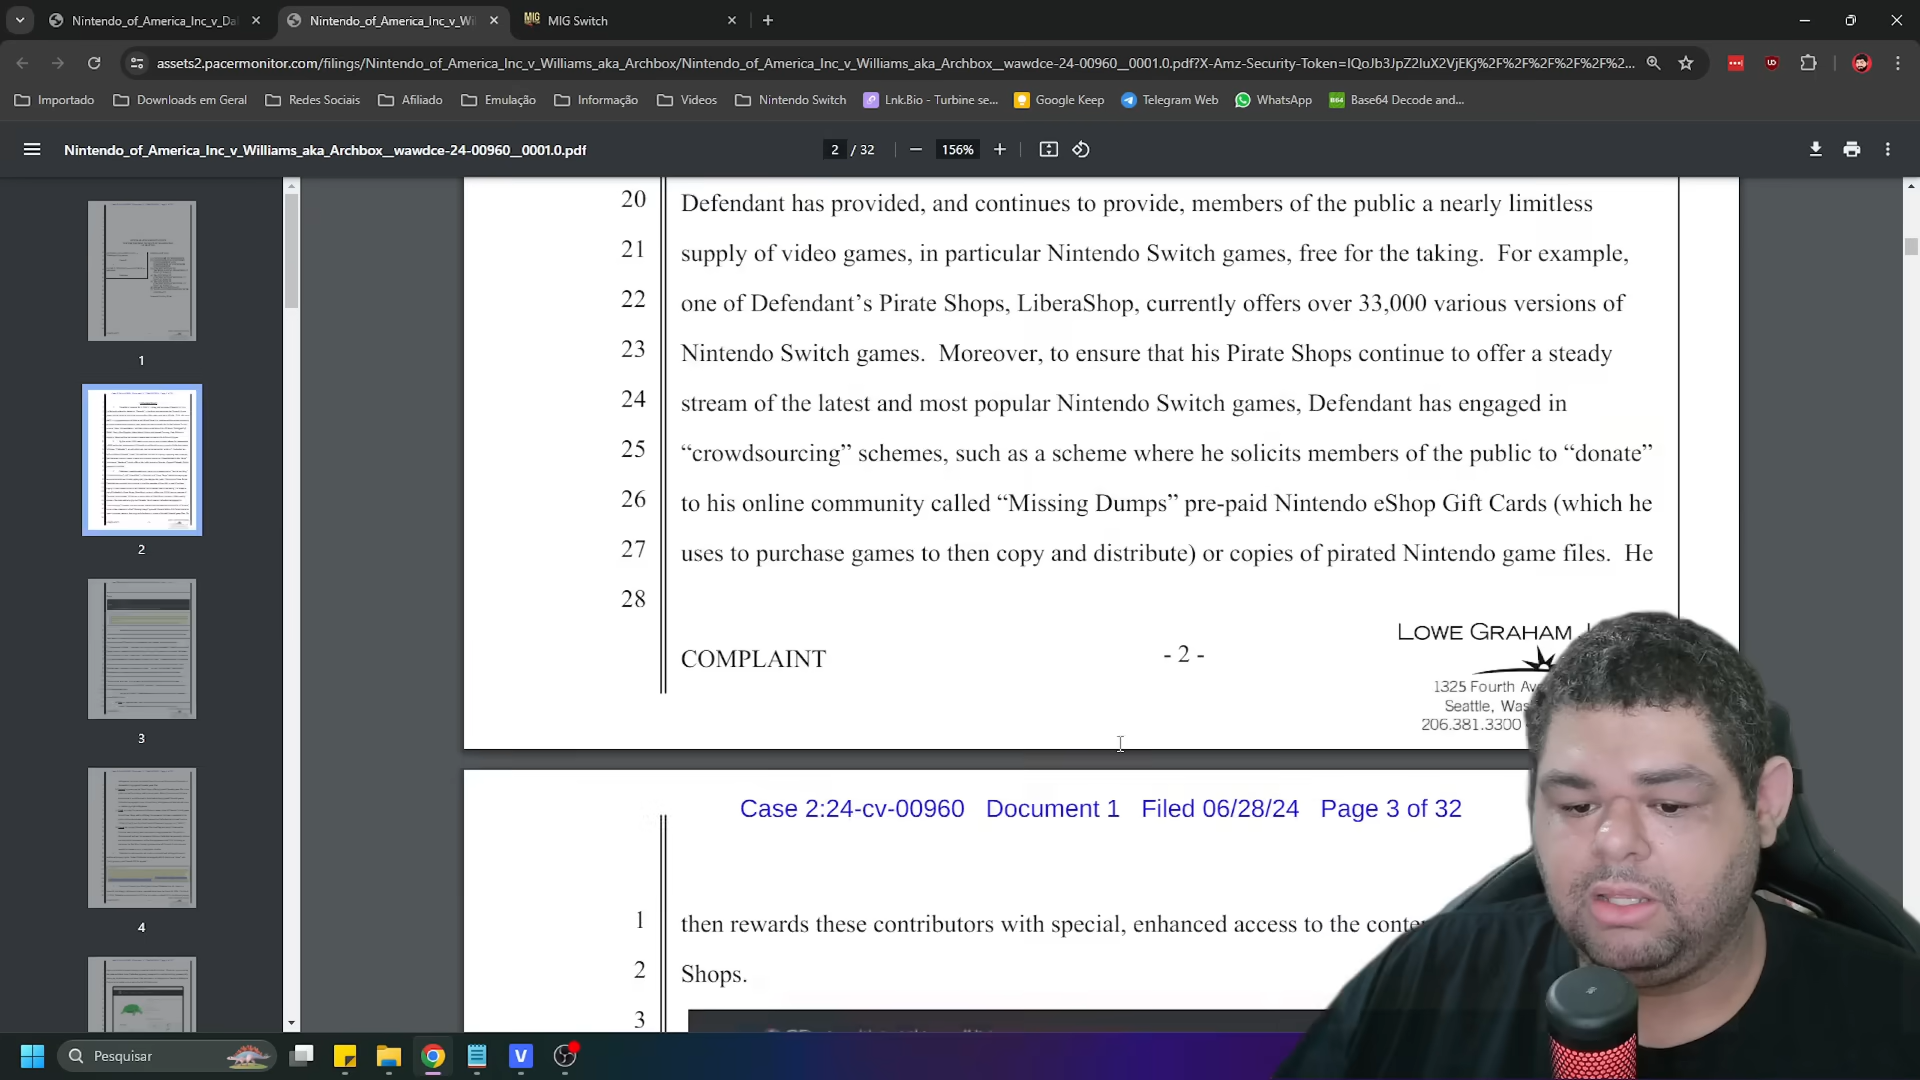 Nintendo_of_America_Inc_v_Da
Nintendo_of_America_Inc_v_Wi
MIG Switch
assets2.pacermonitor.com/filings/Nintendo_of_America_Inc_v_Williams_aka_Archbox/Nintendo_of_America_Inc_v_Williams_aka_Archbox__wawdce-24-00960__0001.0.pdf?X-Amz-Security-Token=IQoJb3JpZ2luX2VjEKj%2F%2F%2F%2F%2F%2F%2...
Importado Downloads em Geral Redes Sociais Afiliado Emulação Informação Videos Nintendo Switch Lnk.Bio - Turbine se... Google Keep Telegram Web WhatsApp Base64 Decode and...
Nintendo_of_America_Inc_v_Williams_aka_Archbox__wawdce-24-00960__0001.0.pdf 2 / 32 156%
20 Defendant has provided, and continues to provide, members of the public a nearly limitless
21 supply of video games, in particular Nintendo Switch games, free for the taking. For example,
22 one of Defendant’s Pirate Shops, LiberaShop, currently offers over 33,000 various versions of
23 Nintendo Switch games. Moreover, to ensure that his Pirate Shops continue to offer a steady
24 stream of the latest and most popular Nintendo Switch games, Defendant has engaged in
25 “crowdsourcing” schemes, such as a scheme where he solicits members of the public to “donate”
26 to his online community called “Missing Dumps” pre-paid Nintendo eShop Gift Cards (which he
27 uses to purchase games to then copy and distribute) or copies of pirated Nintendo game files. He
28
COMPLAINT - 2 -
LOWE GRAHAM J
1325 Fourth Av
Seattle, Was
206.381.3300
Case 2:24-cv-00960 Document 1 Filed 06/28/24 Page 3 of 32
1 then rewards these contributors with special, enhanced access to the conte
2 Shops.
3
1
2
3
4
Pesquisar